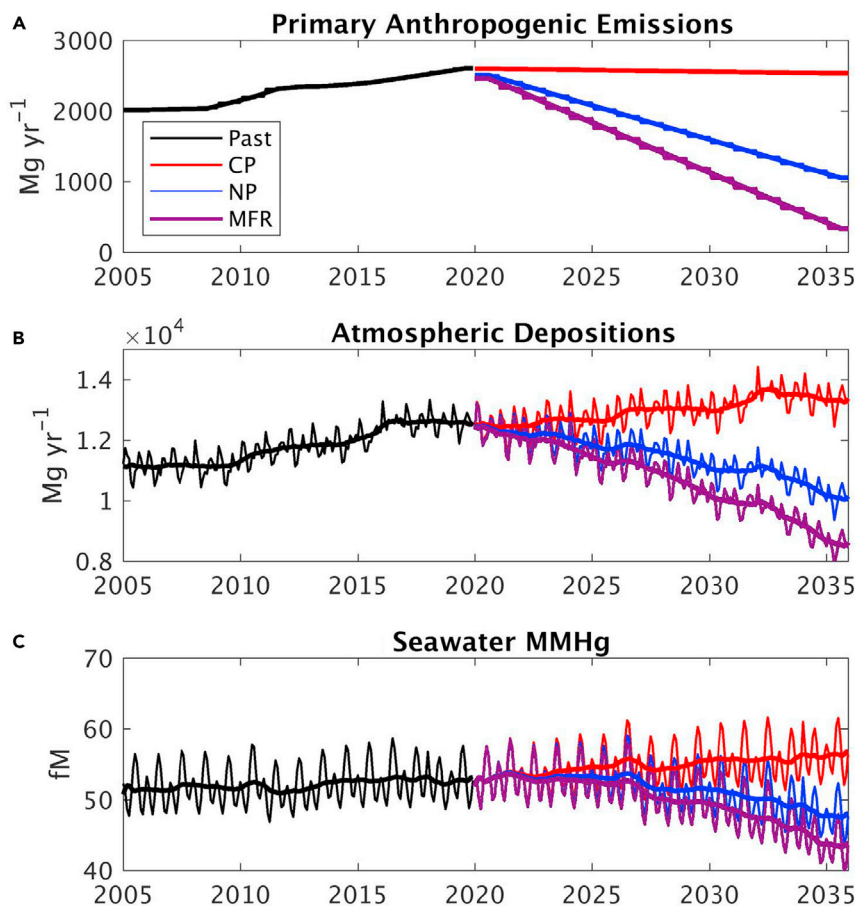 A
Primary Anthropogenic Emissions
3000
2000
1000
0
Mg yr⁻¹
Past
CP
NP
MFR
2005 2010 2015 2020 2025 2030 2035
B
×10⁴
Atmospheric Depositions
1.4
1.2
1
0.8
Mg yr⁻¹
2005 2010 2015 2020 2025 2030 2035
C
Seawater MMHg
70
60
50
40
fM
2005 2010 2015 2020 2025 2030 2035